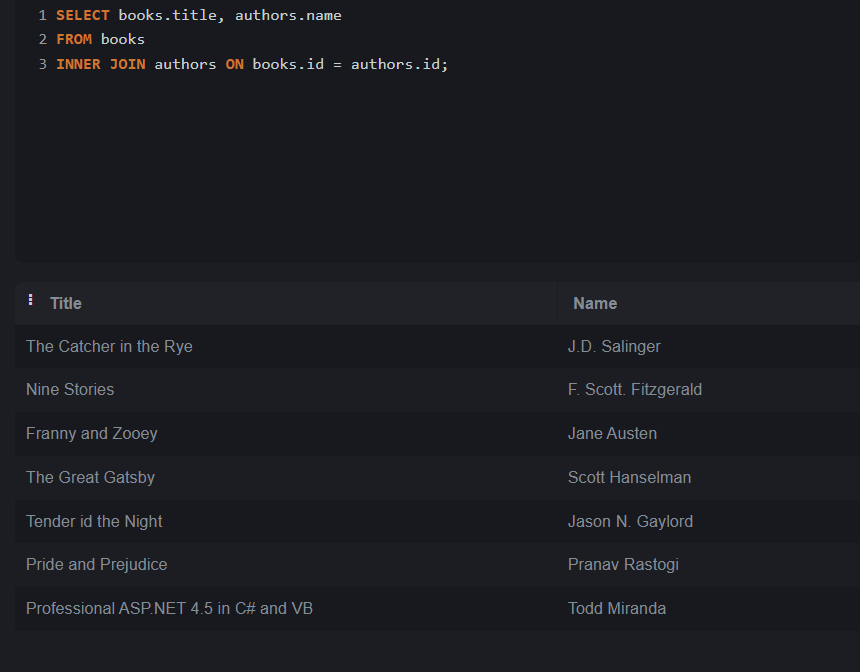 1 SELECT books.title, authors.name
2 FROM books
3 INNER JOIN authors ON books.id = authors.id;
Title Name
The Catcher in the Rye J.D. Salinger
Nine Stories F. Scott. Fitzgerald
Franny and Zooey Jane Austen
The Great Gatsby Scott Hanselman
Tender id the Night Jason N. Gaylord
Pride and Prejudice Pranav Rastogi
Professional ASP.NET 4.5 in C# and VB Todd Miranda